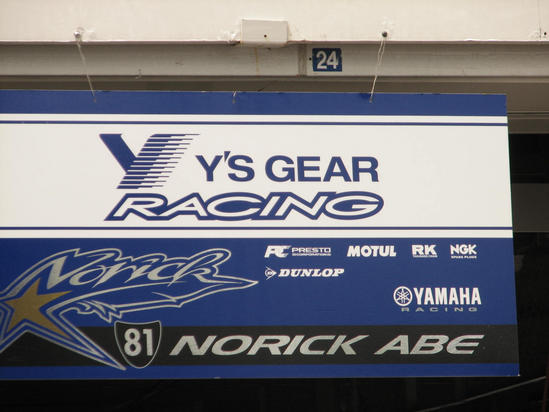 24
Y'S GEAR
RACING
Norick
PRESTO MOTUL RK NGK
DUNLOP
YAMAHA
RACING
81 NORICK ABE